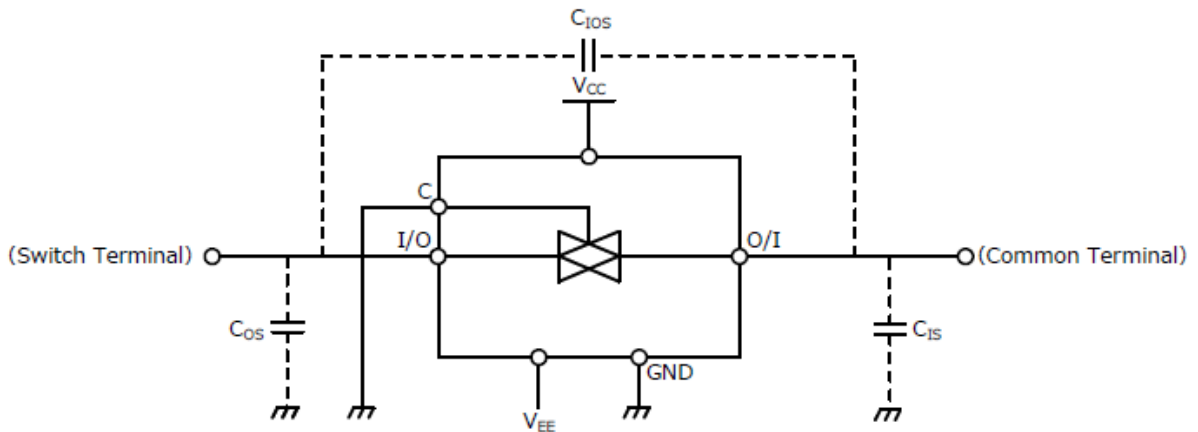 CIOS
VCC
C
I/O
O/I
(Switch Terminal)
(Common Terminal)
COS
CIS
GND
VEE